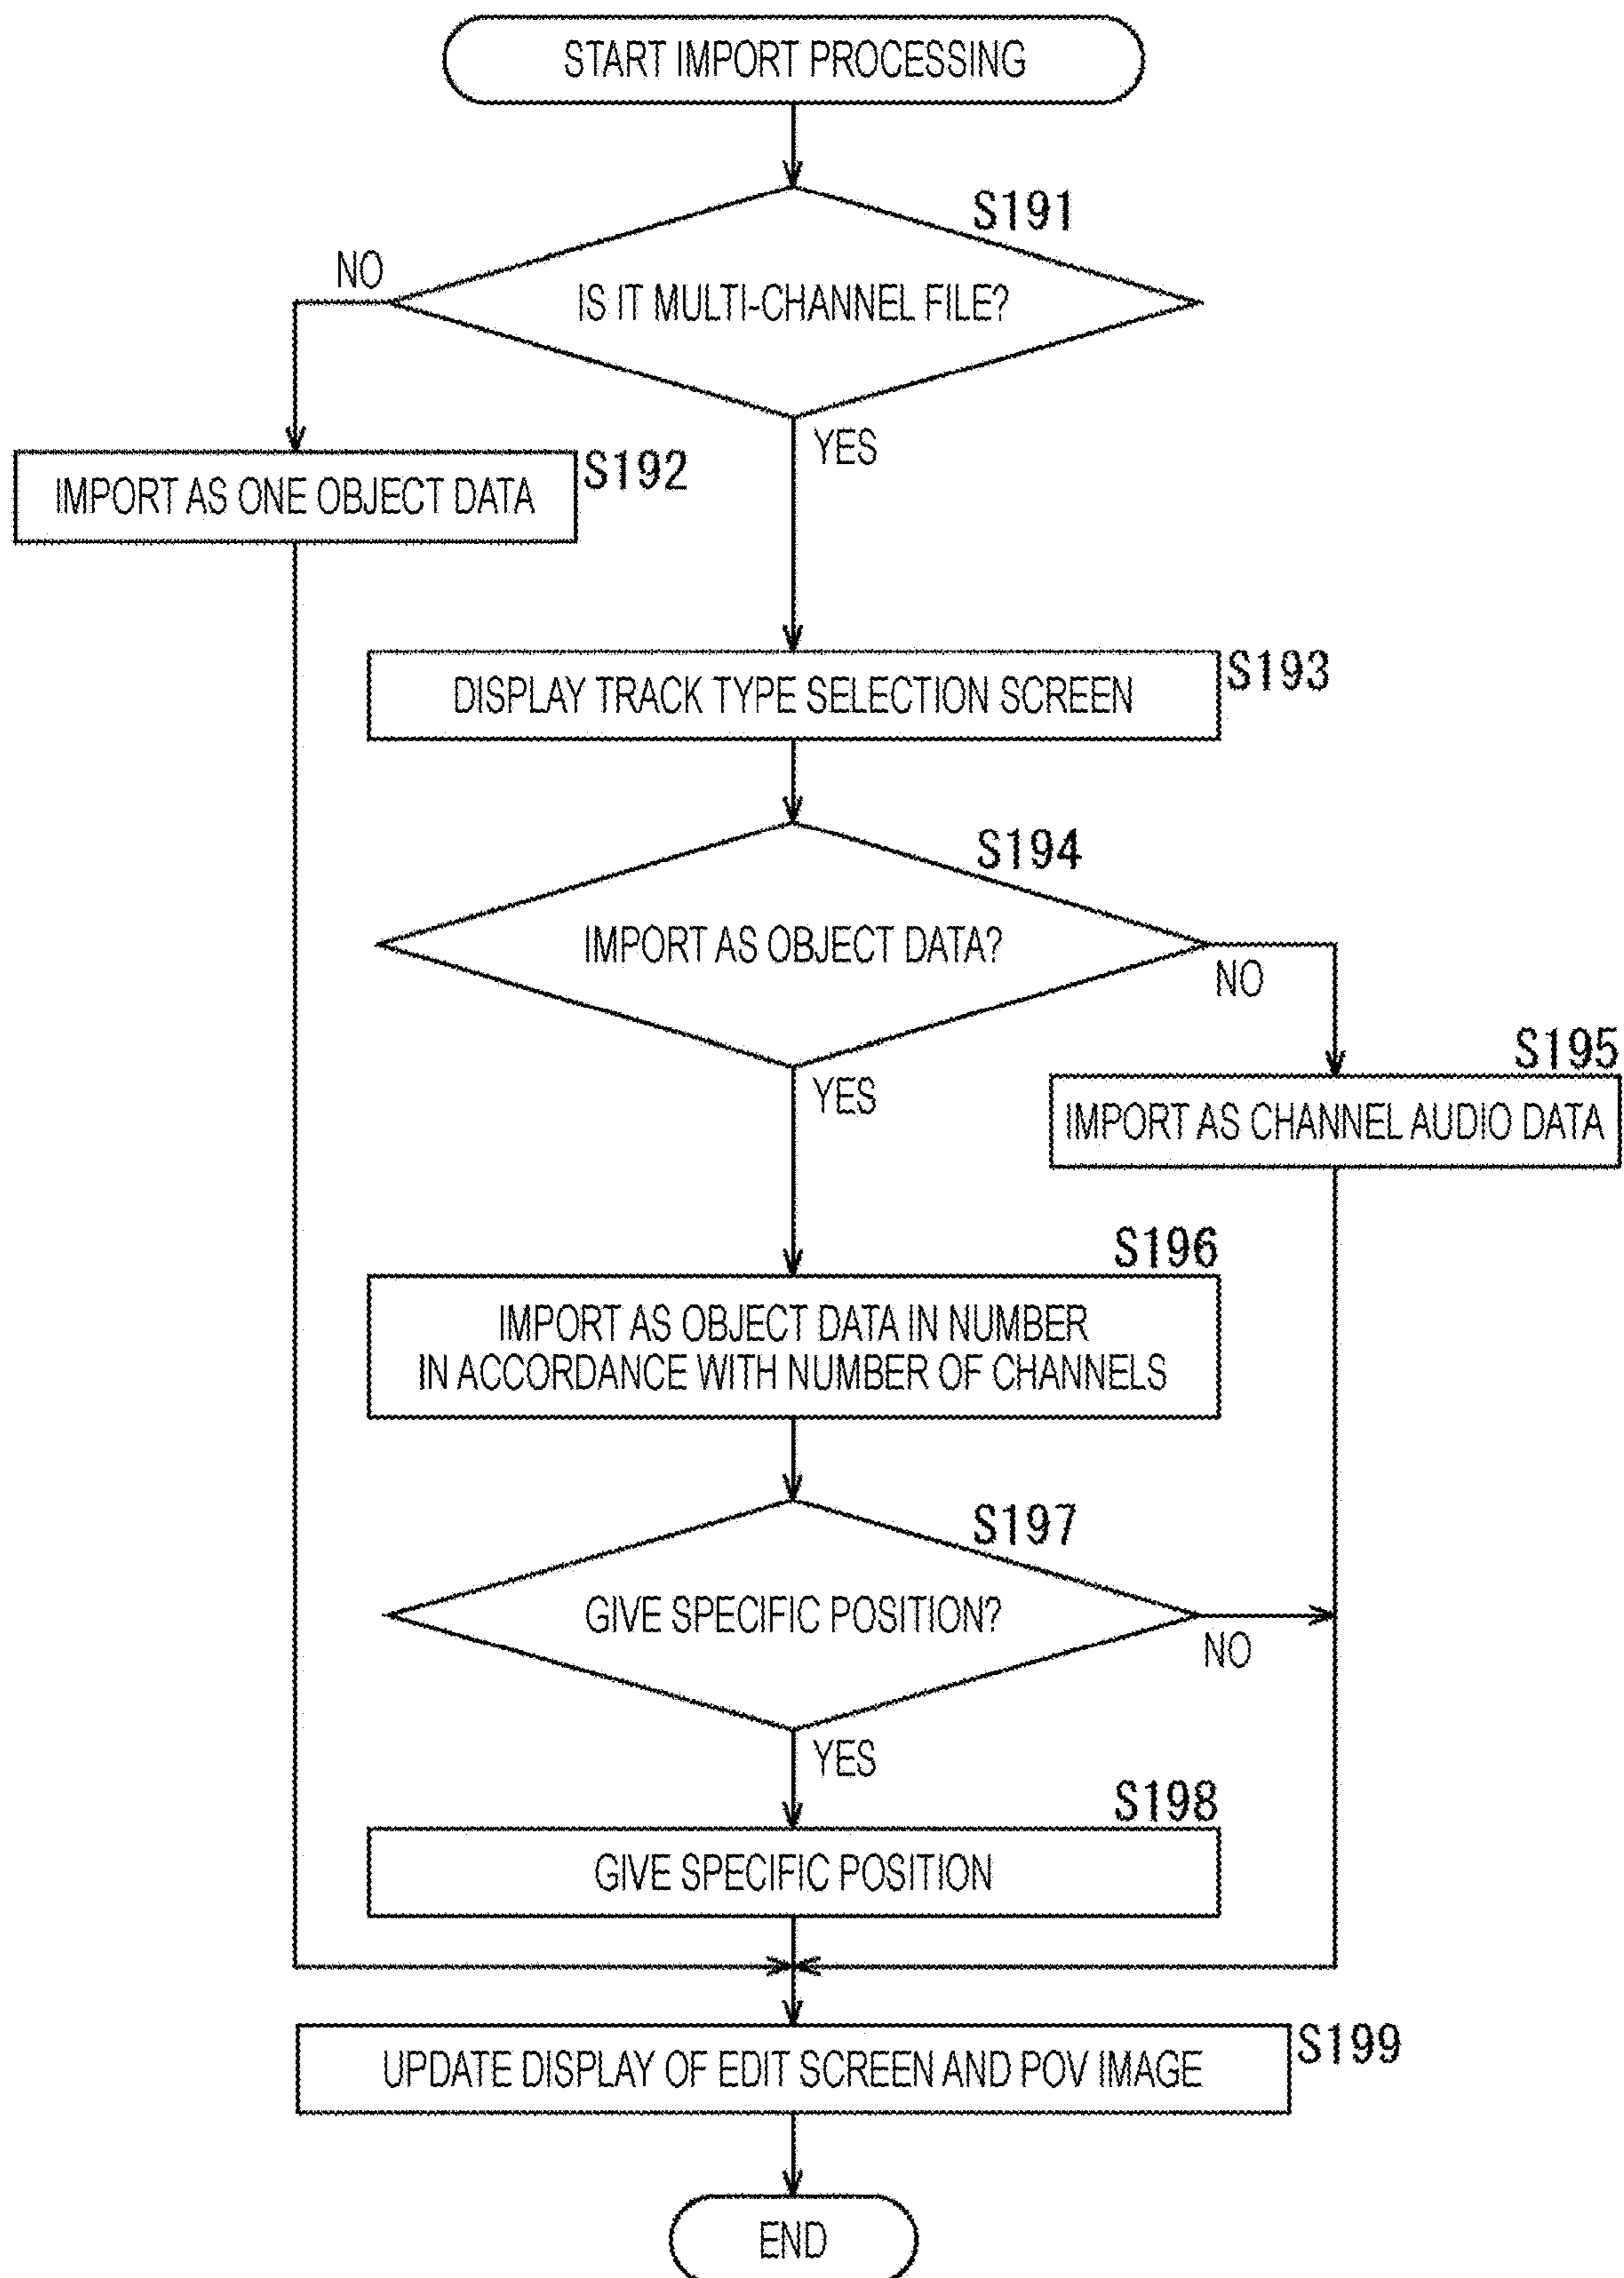 START IMPORT PROCESSING
S191
NO
IS IT MULTI-CHANNEL FILE?
YES
S192
IMPORT AS ONE OBJECT DATA
S193
DISPLAY TRACK TYPE SELECTION SCREEN
S194
IMPORT AS OBJECT DATA?
NO
YES
S195
IMPORT AS CHANNEL AUDIO DATA
S196
IMPORT AS OBJECT DATA IN NUMBER
IN ACCORDANCE WITH NUMBER OF CHANNELS
S197
GIVE SPECIFIC POSITION?
NO
YES
S198
GIVE SPECIFIC POSITION
S199
UPDATE DISPLAY OF EDIT SCREEN AND POV IMAGE
END